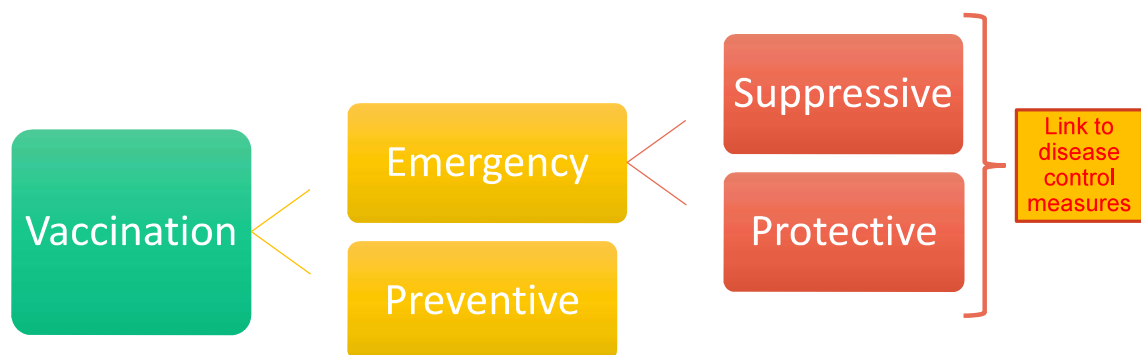 Vaccination
Emergency
Preventive
Suppressive
Protective
Link to
disease
control
measures